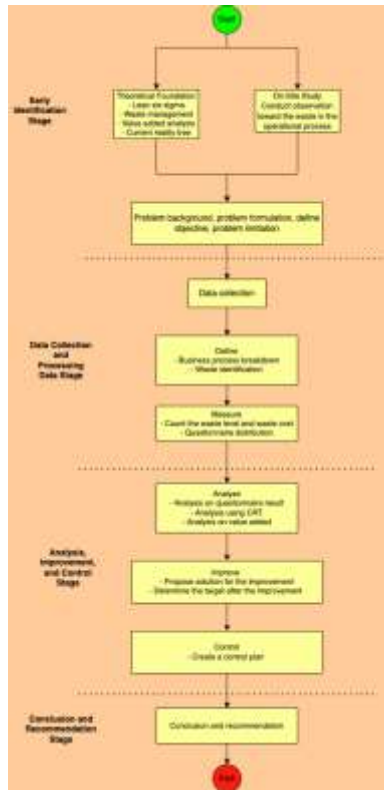 Start
Early
Identification
Stage
Theoretical Foundation
- Lean six sigma
- Waste management
- Value added analysis
- Current reality tree
On-Site Study
Conduct observation
toward the waste in the
operational process
Problem background, problem formulation, define
objective, problem limitation
Data collection
Data Collection
and
Processing
Data Stage
Define
- Business process breakdown
- Waste identification
Measure
- Count the waste level and waste cost
- Questionnaire distribution
Analysis,
Improvement,
and Control
Stage
- Analysis on questionnaire result
- Analysis using CRT
- Analysis on value added
Improve
- Propose solution for the improvement
- Determine the target after the improvement
Control
- Create a control plan
Conclusion and
Recommendation
Stage
Conclusion and recommendation
End